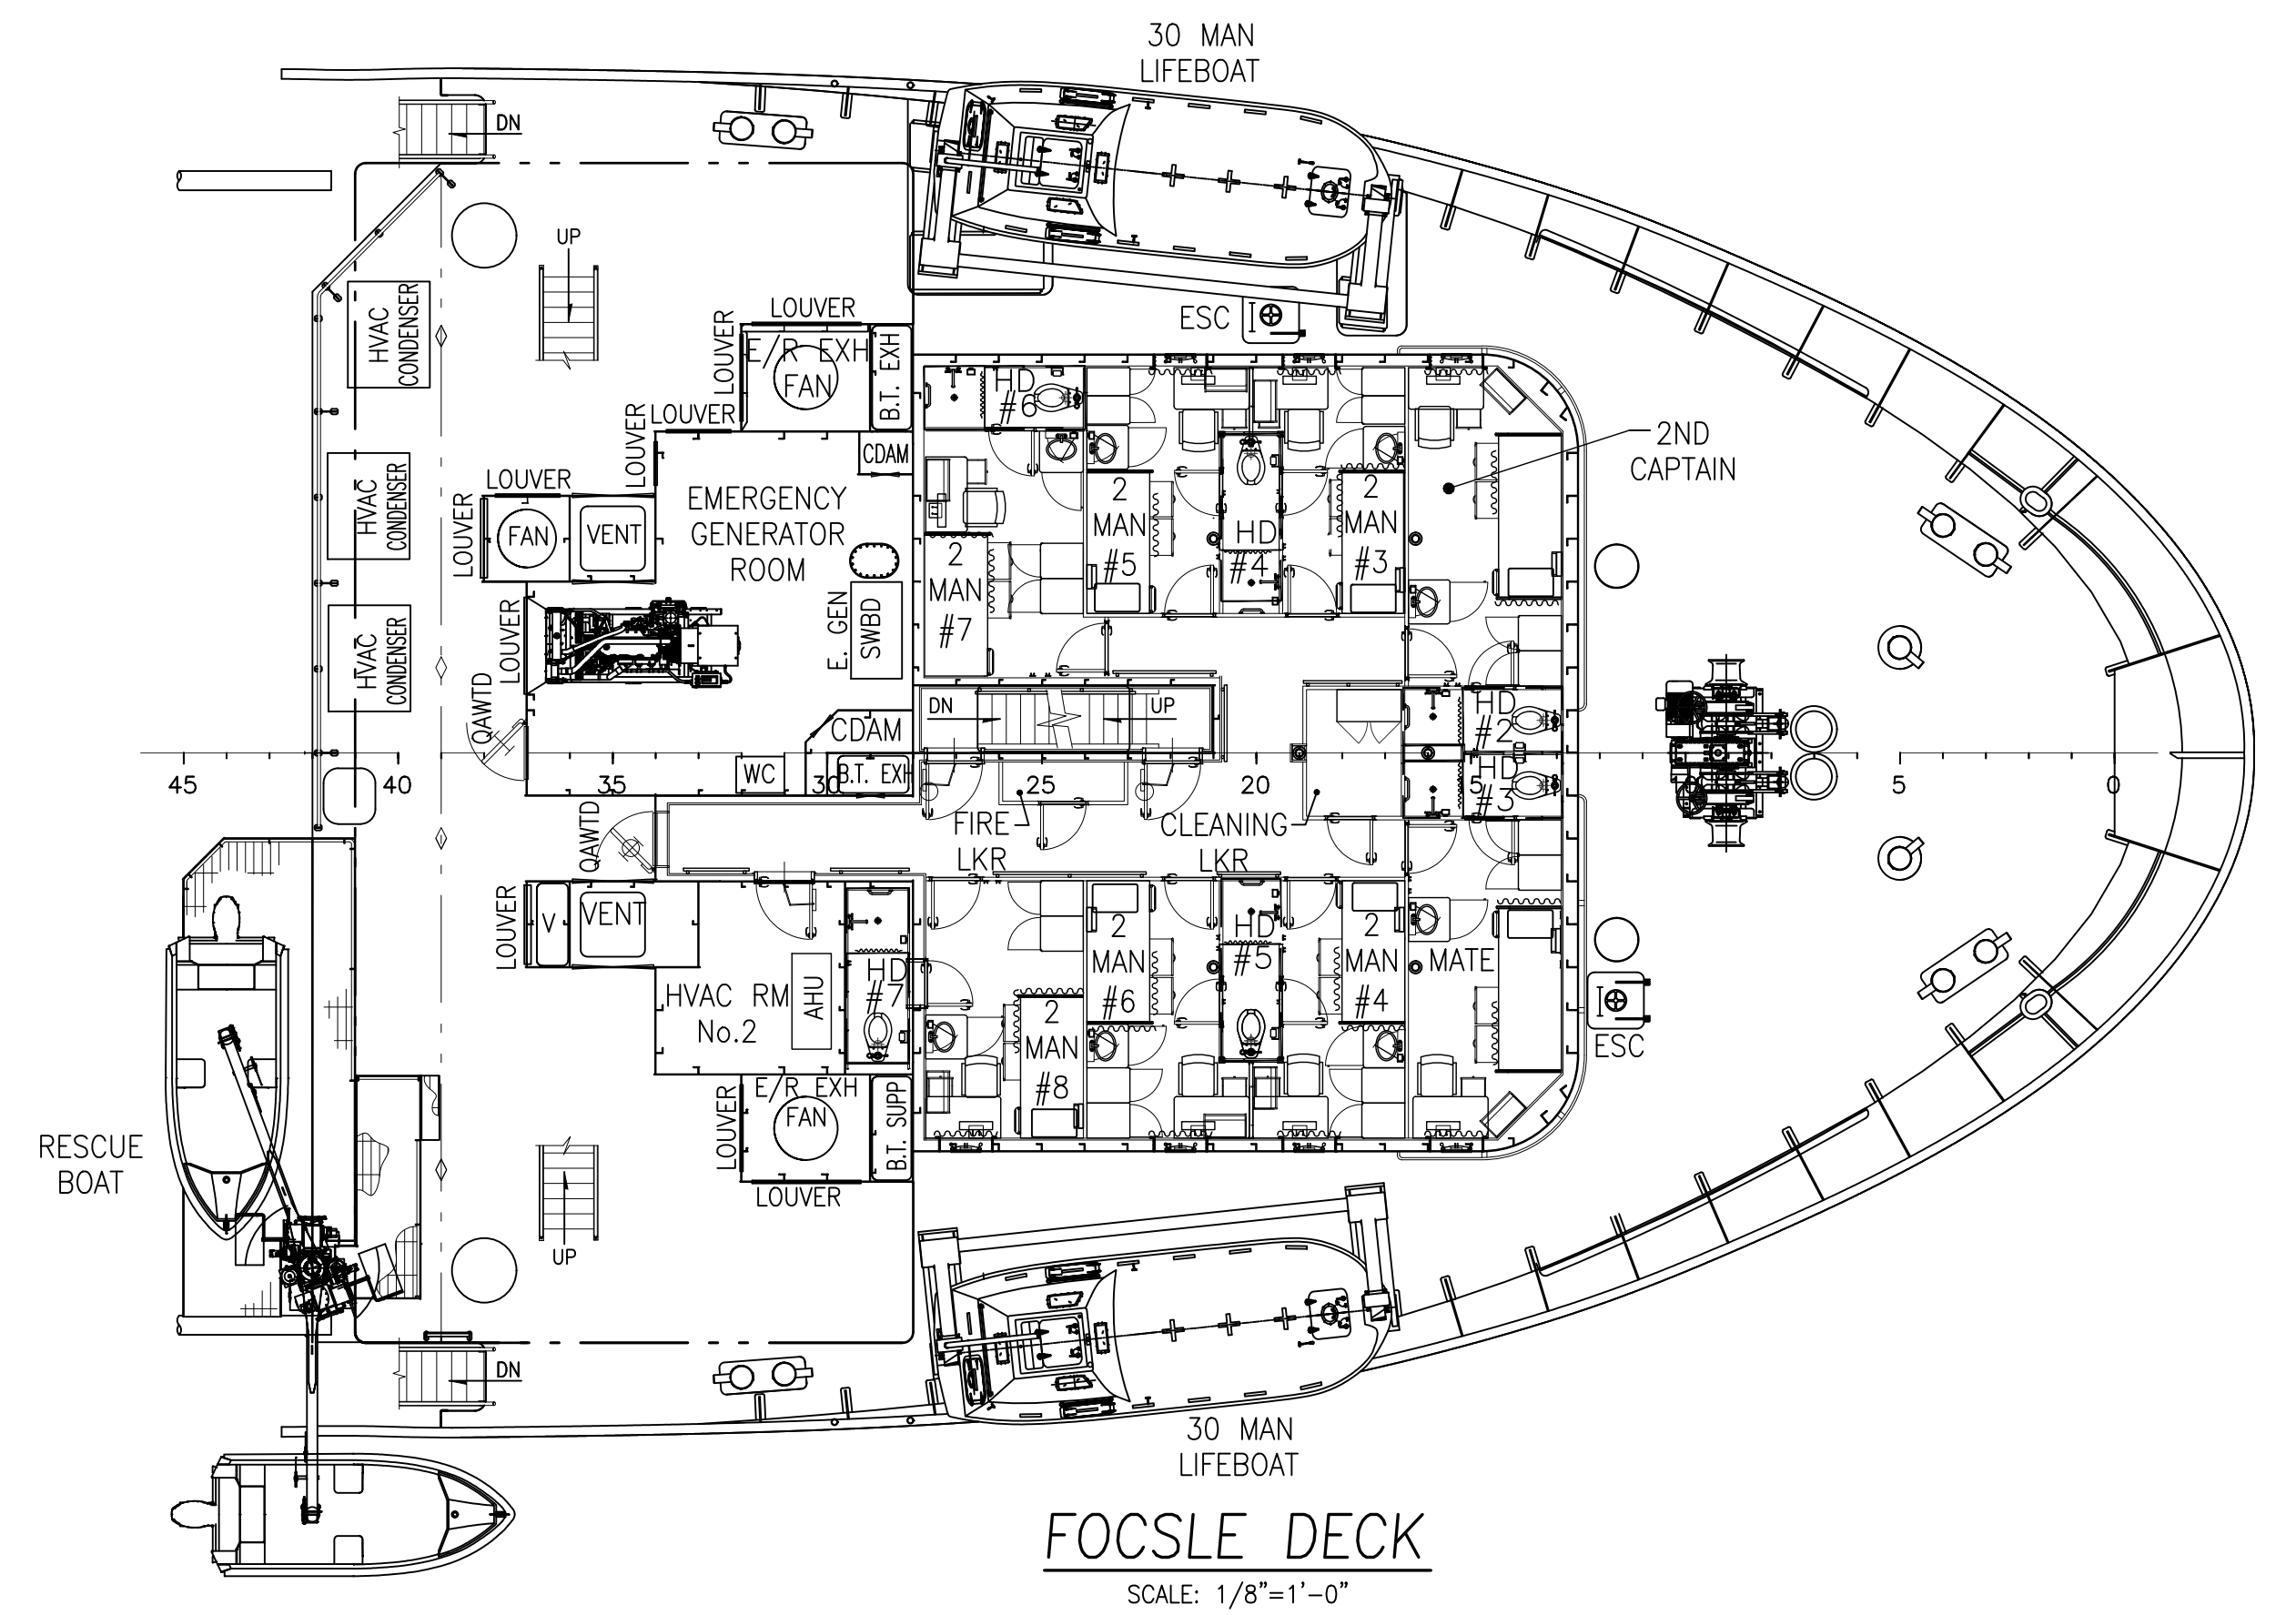 30 MAN
LIFEBOAT
DN
UP
HVAC
CONDENSER
LOUVER
LOUVER
E/R EXH
FAN
B.T. EXH
ESC
LOUVER
LOUVER
CDAM
HD
#6
2ND
CAPTAIN
HVAC
CONDENSER
LOUVER
LOUVER
FAN
VENT
EMERGENCY
GENERATOR
ROOM
2
MAN
#5
HD
#4
2
MAN
#3
2
MAN
#7
HVAC
CONDENSER
LOUVER
E. GEN
SWBD
QAWTD
CDAM
DN
UP
HD
#2
WC
B.T. EXH
HD
#3
45
40
35
30
25
20
5
5
0
QAWTD
FIRE
LKR
CLEANING
LKR
LOUVER
V
VENT
HVAC RM
No.2
AHU
HD
#7
2
MAN
#8
2
MAN
#6
HD
#5
2
MAN
#4
MATE
ESC
RESCUE
BOAT
LOUVER
E/R EXH
FAN
B.T. SUPP
LOUVER
UP
DN
30 MAN
LIFEBOAT
FOCSLE DECK
SCALE: 1/8"=1'-0"